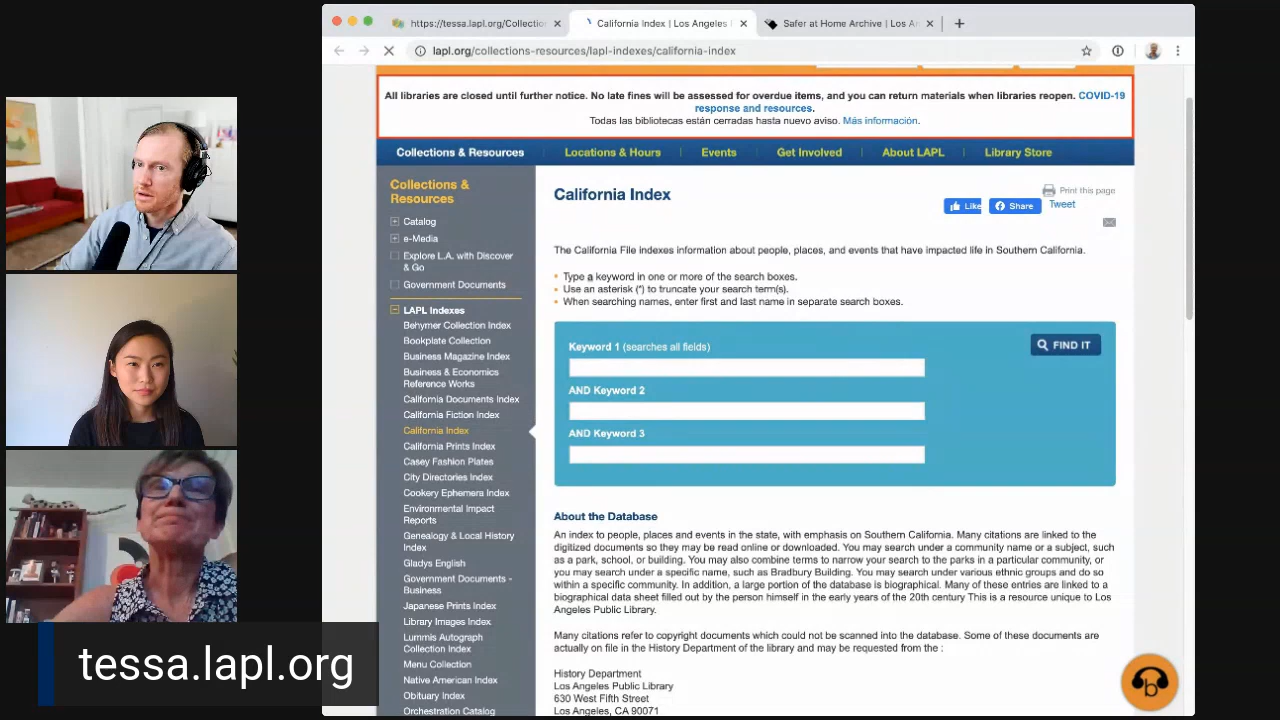 https://tessa.lapl.org/Collectio
California Index | Los Angeles
Safer at Home Archive | Los A
lapl.org/collections-resources/lapl-indexes/california-index
All libraries are closed until further notice. No late fines will be assessed for overdue items, and you can return materials when libraries reopen. COVID-19
response and resources.
Todas las bibliotecas están cerradas hasta nuevo aviso. Más información.
Collections & Resources
Locations & Hours
Events
Get Involved
About LAPL
Library Store
Collections &
Resources
Catalog
e-Media
Explore L.A. with Discover
& Go
Government Documents
LAPL Indexes
Behymer Collection Index
Bookplate Collection
Business Magazine Index
Business & Economics
Reference Works
California Documents Index
California Fiction Index
California Index
California Prints Index
Casey Fashion Plates
City Directories Index
Cookery Ephemera Index
Environmental Impact
Reports
Genealogy & Local History
Index
Gladys English
Government Documents -
Business
Japanese Prints Index
Library Images Index
Lummis Autograph
Collection Index
Menu Collection
Native American Index
Obituary Index
Orchestration Catalog
California Index
Print this page
Like
Share
Tweet
The California File indexes information about people, places, and events that have impacted life in Southern California.
• Type a keyword in one or more of the search boxes.
• Use an asterisk (*) to truncate your search term(s).
• When searching names, enter first and last name in separate search boxes.
Keyword 1 (searches all fields)
FIND IT
AND Keyword 2
AND Keyword 3
About the Database
An index to people, places and events in the state, with emphasis on Southern California. Many citations are linked to the
digitized documents so they may be read online or downloaded. You may search under a community name or a subject, such
as a park, school, or building. You may also combine terms to narrow your search to the parks in a particular community, or
you may search under a specific name, such as Bradbury Building. You may search under various ethnic groups and do so
within a specific community. In addition, a large portion of the database is biographical. Many of these entries are linked to a
biographical data sheet filled out by the person himself in the early years of the 20th century This is a resource unique to Los
Angeles Public Library.
Many citations refer to copyright documents which could not be scanned into the database. Some of these documents are
actually on file in the History Department of the library and may be requested from the :
History Department
Los Angeles Public Library
630 West Fifth Street
Los Angeles, CA 90071
tessa.lapl.org
b